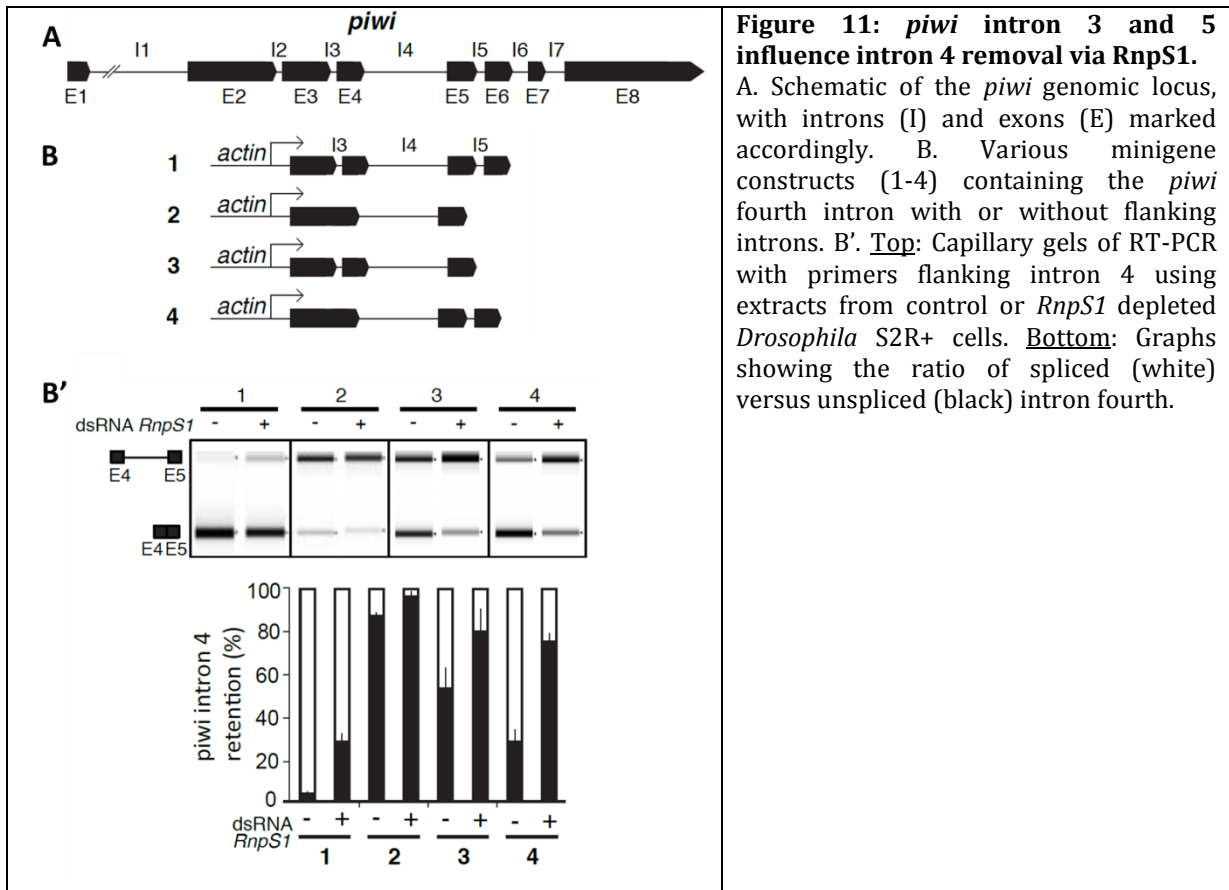 piwi
A
I1 I2 I3 I4 I5 I6 I7
E1 E2 E3 E4 E5 E6 E7 E8
B
I3 I4 I5
1 actin
2 actin
3 actin
4 actin
B'
1 2 3 4
dsRNA RnpS1 - + - + - + - +
E4 E5
E4E5
piwi intron 4
retention (%)
100
80
60
40
20
0
- + - + - + - +
dsRNA
RnpS1
1 2 3 4
Figure 11: piwi intron 3 and 5
influence intron 4 removal via RnpS1.
A. Schematic of the piwi genomic locus,
with introns (I) and exons (E) marked
accordingly. B. Various minigene
constructs (1-4) containing the piwi
fourth intron with or without flanking
introns. B'. Top: Capillary gels of RT-PCR
with primers flanking intron 4 using
extracts from control or RnpS1 depleted
Drosophila S2R+ cells. Bottom: Graphs
showing the ratio of spliced (white)
versus unspliced (black) intron fourth.